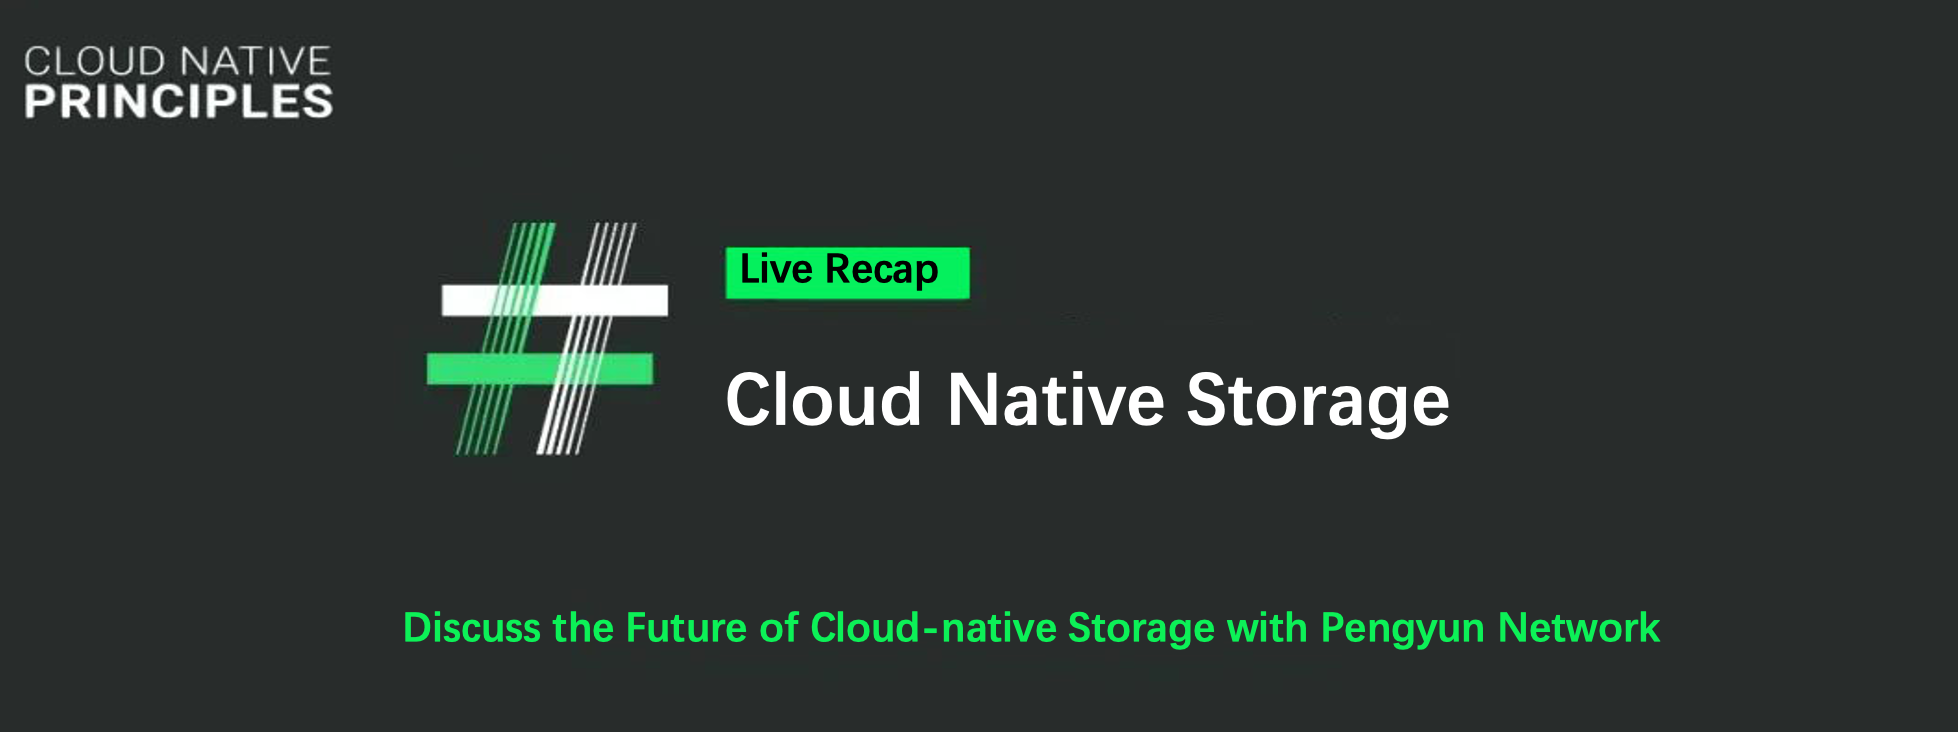 CLOUD NATIVE
PRINCIPLES
Live Recap
Cloud Native Storage
Discuss the Future of Cloud-native Storage with Pengyun Network